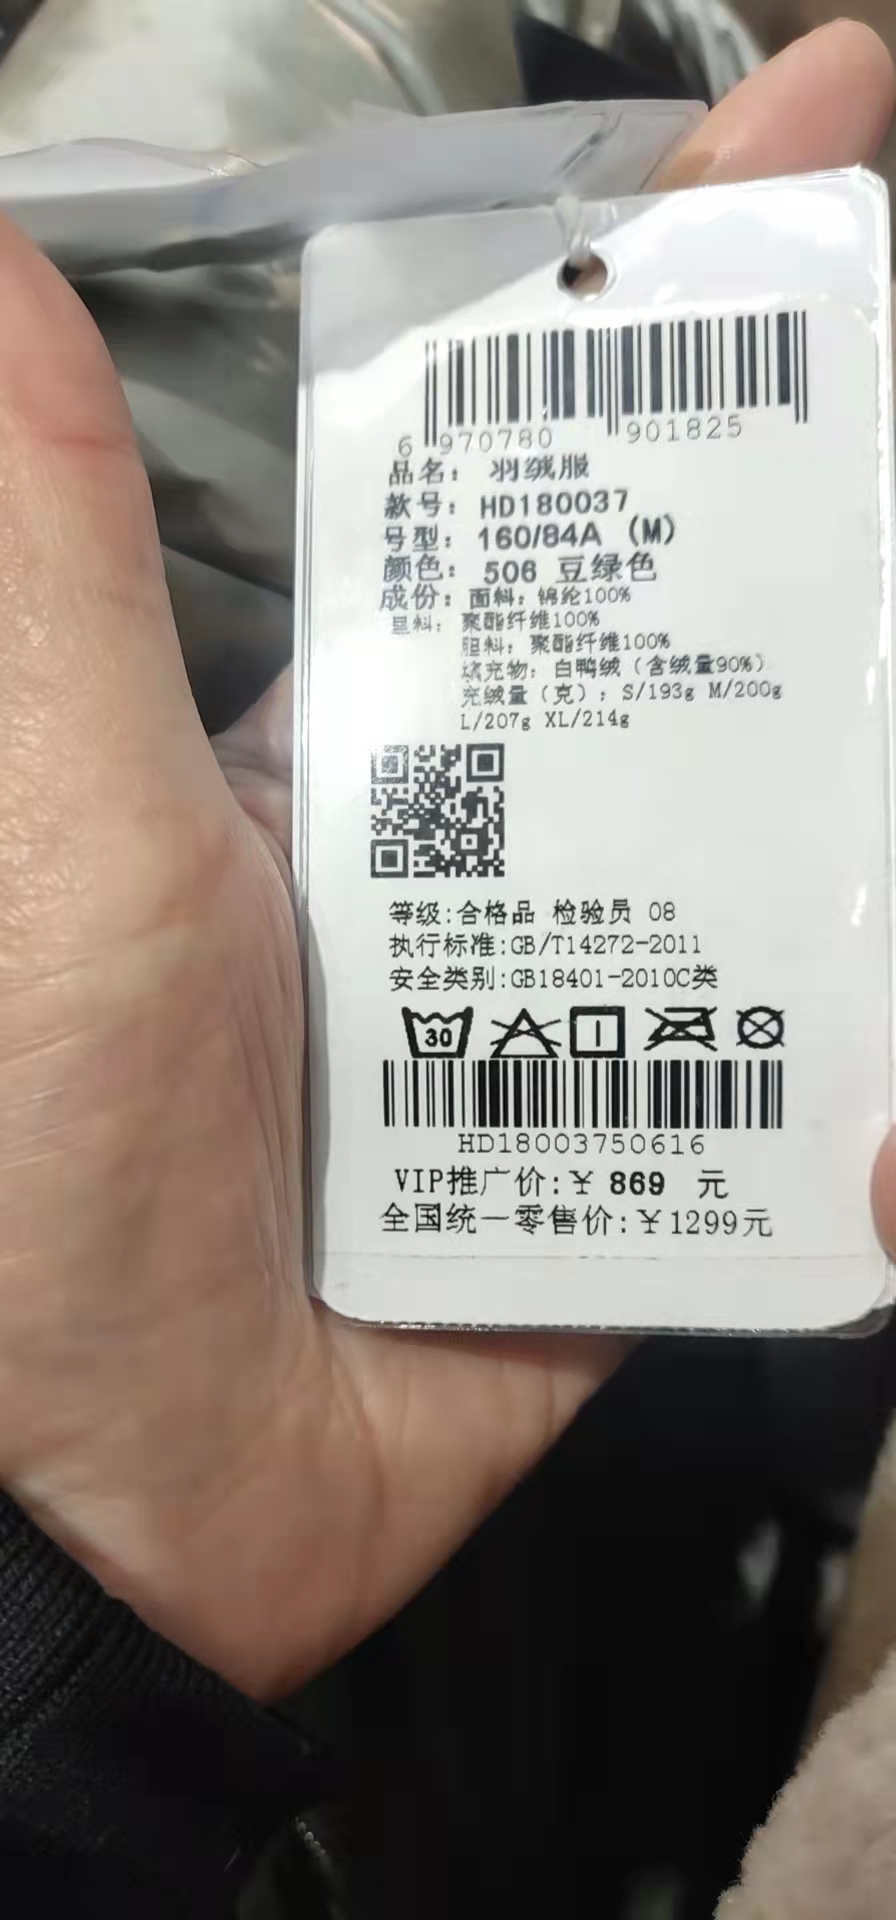 6 970780 901825
品名: 羽绒服
款号: HD180037
号型: 160/84A (M)
颜色: 506 豆绿色
成份: 面料: 锦纶100%
里料: 聚酯纤维100%
胆料: 聚酯纤维100%
填充物: 白鸭绒(含绒量90%)
充绒量(克): S/193g M/200g
L/207g XL/214g
等级:合格品 检验员 08
执行标准:GB/T14272-2011
安全类别:GB18401-2010C类
30
HD18003750616
VIP推广价:¥ 869 元
全国统一零售价:¥1299元